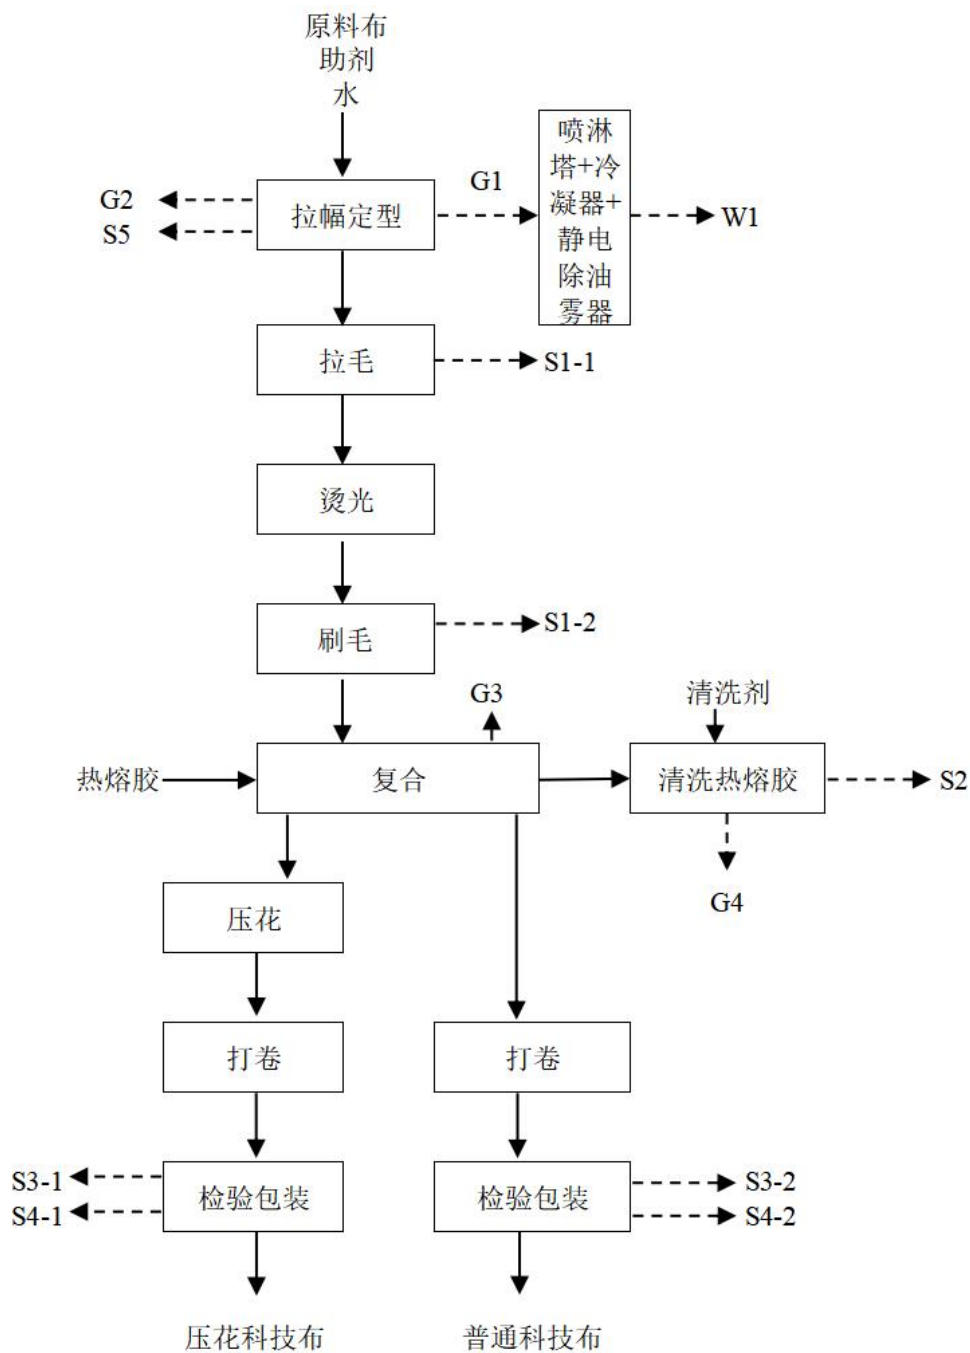 原料布
助剂
水
喷淋
塔+冷
凝器+
静电
除油
雾器
G1
G2
S5
拉幅定型
W1
拉毛
S1-1
烫光
刷毛
S1-2
G3
清洗剂
热熔胶
复合
清洗热熔胶
S2
G4
压花
打卷
打卷
S3-1
S4-1
检验包装
检验包装
S3-2
S4-2
压花科技布
普通科技布